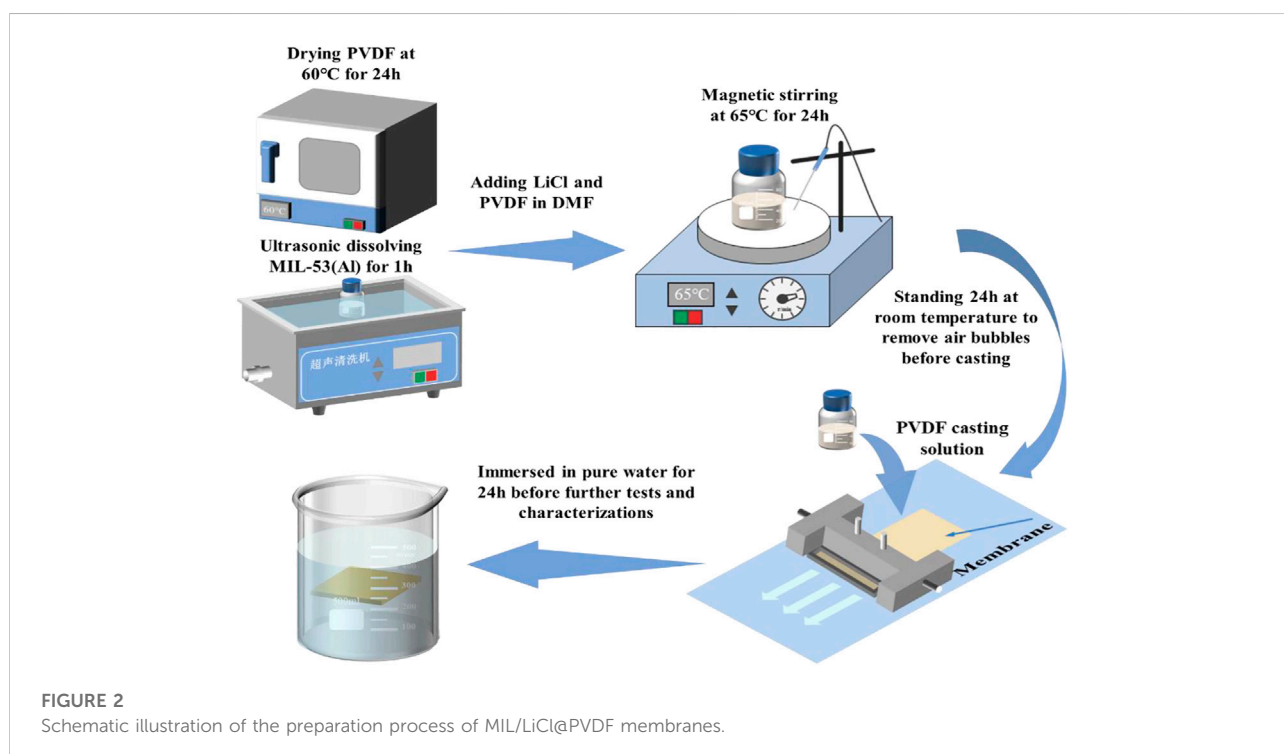 Drying PVDF at
60°C for 24h
60℃
Ultrasonic dissolving
MIL-53(Al) for 1h
超声清洗机
Adding LiCl and
PVDF in DMF
Magnetic stirring
at 65°C for 24h
65℃
Standing 24h at
room temperature to
remove air bubbles
before casting
PVDF casting
solution
Membrane
Immersed in pure water for
24h before further tests and
characterizations
FIGURE 2
Schematic illustration of the preparation process of MIL/LiCl@PVDF membranes.